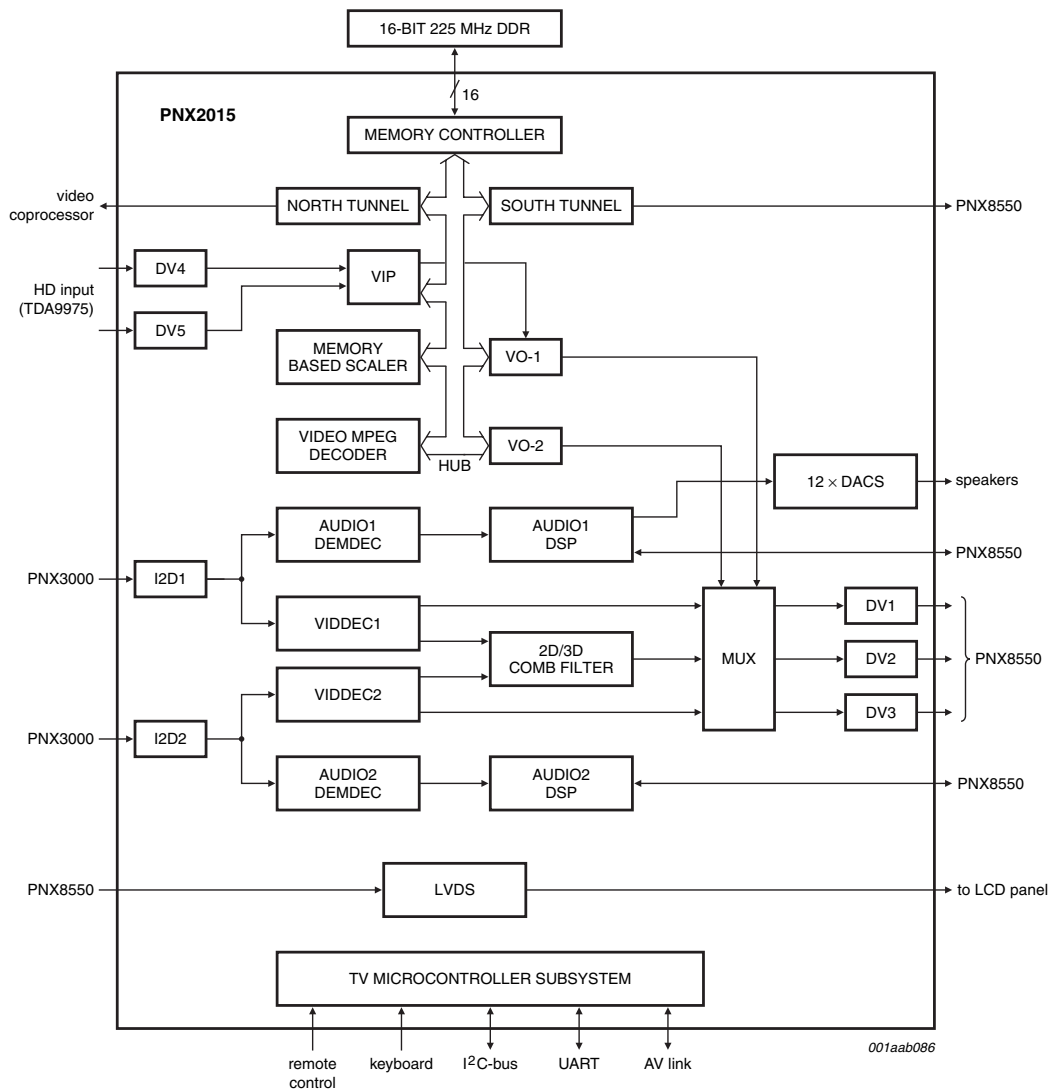 16-BIT 225 MHz DDR
16
PNX2015
MEMORY CONTROLLER
video
coprocessor
NORTH TUNNEL
SOUTH TUNNEL
PNX8550
DV4
VIP
HD input
(TDA9975)
DV5
MEMORY
BASED SCALER
VO-1
VIDEO MPEG
DECODER
HUB
VO-2
12 × DACS
speakers
AUDIO1
DEMDEC
AUDIO1
DSP
PNX8550
PNX3000
I2D1
VIDDEC1
2D/3D
COMB FILTER
MUX
DV1
DV2
DV3
PNX8550
VIDDEC2
PNX3000
I2D2
AUDIO2
DEMDEC
AUDIO2
DSP
PNX8550
PNX8550
LVDS
to LCD panel
TV MICROCONTROLLER SUBSYSTEM
remote
control
keyboard
I²C-bus
UART
AV link
001aab086